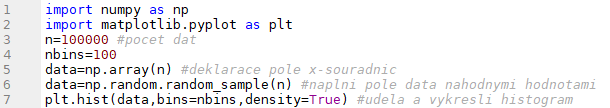 1 import numpy as np
2 import matplotlib.pyplot as plt
3 n=100000 #pocet dat
4 nbins=100
5 data=np.array(n) #deklarace pole x-souradnic
6 data=np.random.random_sample(n) #naplni pole data nahodnymi hodnotami
7 plt.hist(data,bins=nbins,density=True) #udela a vykresli histogram